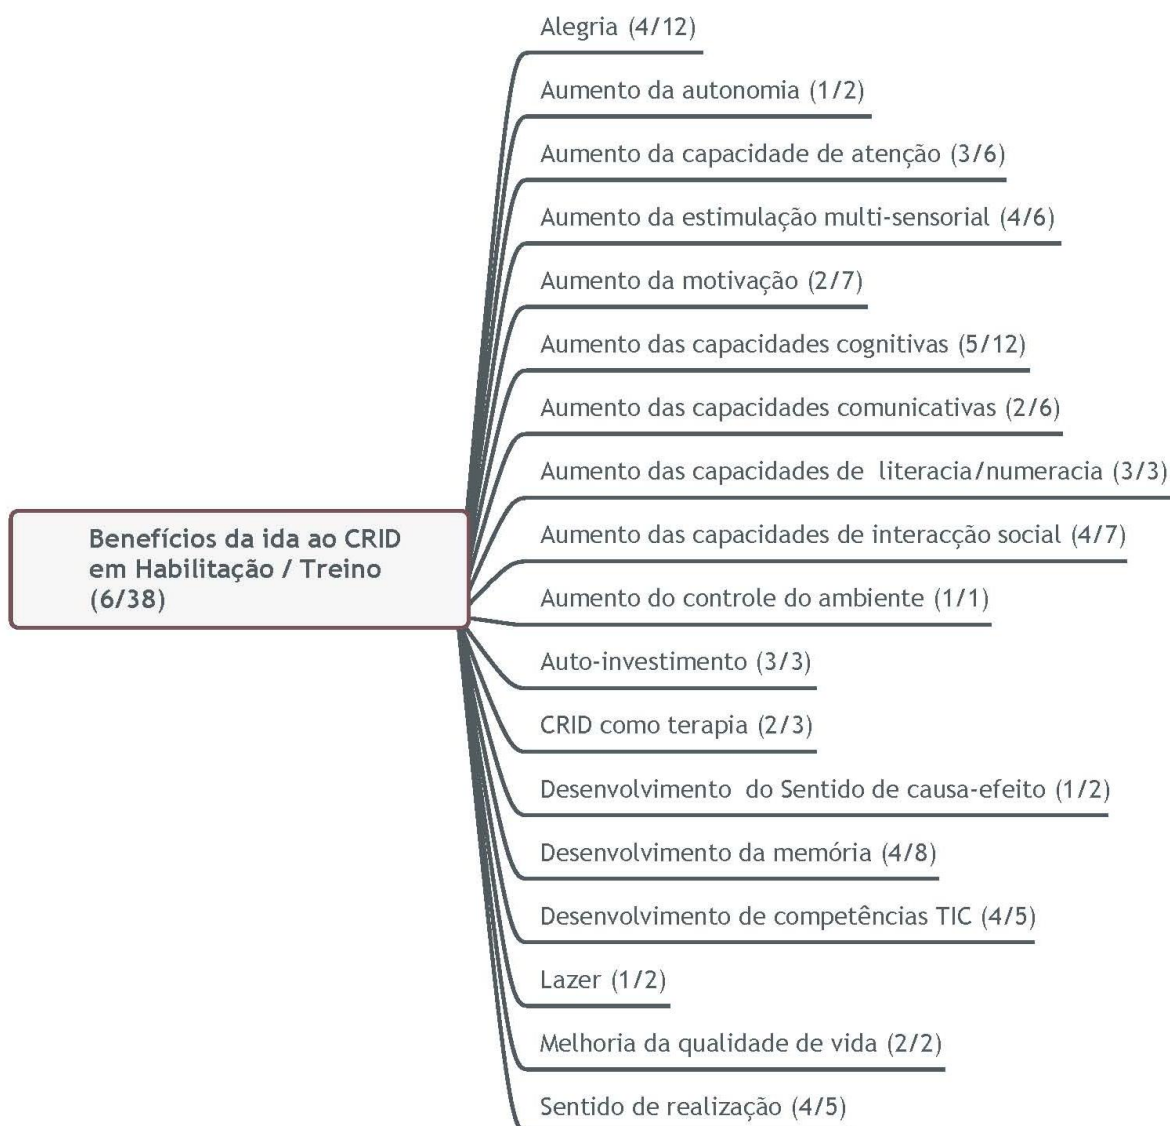 Alegria (4/12)
Aumento da autonomia (1/2)
Aumento da capacidade de atenção (3/6)
Aumento da estimulação multi-sensorial (4/6)
Aumento da motivação (2/7)
Aumento das capacidades cognitivas (5/12)
Aumento das capacidades comunicativas (2/6)
Aumento das capacidades de literacia/numeracia (3/3)
Benefícios da ida ao CRID
em Habilitação / Treino
(6/38)
Aumento das capacidades de interacção social (4/7)
Aumento do controle do ambiente (1/1)
Auto-investimento (3/3)
CRID como terapia (2/3)
Desenvolvimento do Sentido de causa-efeito (1/2)
Desenvolvimento da memória (4/8)
Desenvolvimento de competências TIC (4/5)
Lazer (1/2)
Melhoria da qualidade de vida (2/2)
Sentido de realização (4/5)